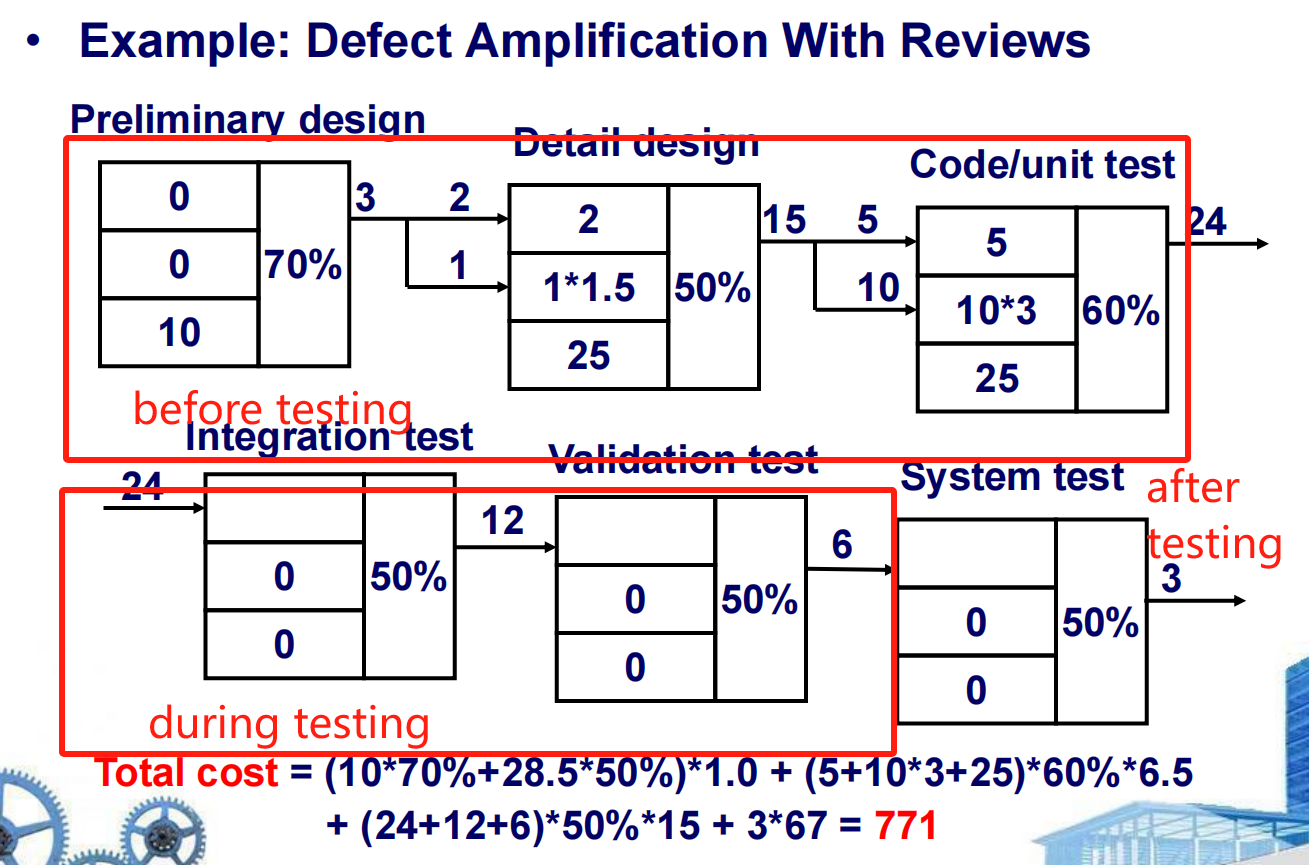 • Example: Defect Amplification With Reviews
Preliminary design
Detail design
Code/unit test
0
0
10
70%
3
2
1
2
1*1.5
25
50%
15
5
10
5
10*3
25
60%
24
before testing
Integration test
Validation test
System test
after
testing
24
0
0
50%
12
0
0
50%
6
0
0
50%
3
during testing
Total cost = (10*70%+28.5*50%)*1.0 + (5+10*3+25)*60%*6.5
+ (24+12+6)*50%*15 + 3*67 = 771